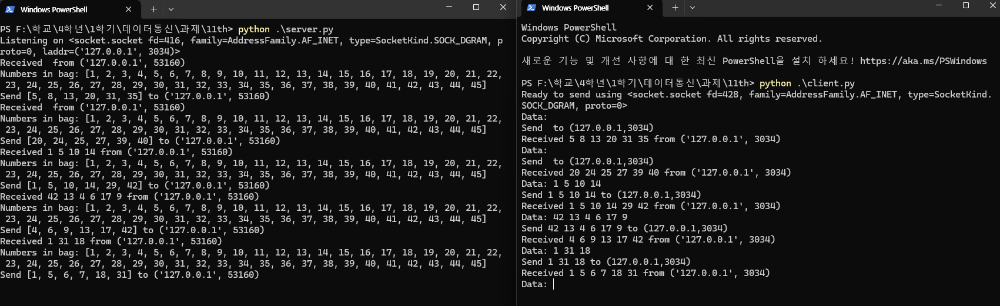 Windows PowerShell
PS F:\학교\4학년\1학기\데이터통신\과제\11th> python .\server.py
Listening on <socket.socket fd=416, family=AddressFamily.AF_INET, type=SocketKind.SOCK_DGRAM, p
roto=0, laddr=('127.0.0.1', 3034)>
Received  from ('127.0.0.1', 53160)
Numbers in bag: [1, 2, 3, 4, 5, 6, 7, 8, 9, 10, 11, 12, 13, 14, 15, 16, 17, 18, 19, 20, 21, 22,
 23, 24, 25, 26, 27, 28, 29, 30, 31, 32, 33, 34, 35, 36, 37, 38, 39, 40, 41, 42, 43, 44, 45]
Send [5, 8, 13, 20, 31, 35] to ('127.0.0.1', 53160)
Received  from ('127.0.0.1', 53160)
Numbers in bag: [1, 2, 3, 4, 5, 6, 7, 8, 9, 10, 11, 12, 13, 14, 15, 16, 17, 18, 19, 20, 21, 22,
 23, 24, 25, 26, 27, 28, 29, 30, 31, 32, 33, 34, 35, 36, 37, 38, 39, 40, 41, 42, 43, 44, 45]
Send [20, 24, 25, 27, 39, 40] to ('127.0.0.1', 53160)
Received 1 5 10 14 from ('127.0.0.1', 53160)
Numbers in bag: [1, 2, 3, 4, 5, 6, 7, 8, 9, 10, 11, 12, 13, 14, 15, 16, 17, 18, 19, 20, 21, 22,
 23, 24, 25, 26, 27, 28, 29, 30, 31, 32, 33, 34, 35, 36, 37, 38, 39, 40, 41, 42, 43, 44, 45]
Send [1, 5, 10, 14, 29, 42] to ('127.0.0.1', 53160)
Received 42 13 4 6 17 9 from ('127.0.0.1', 53160)
Numbers in bag: [1, 2, 3, 4, 5, 6, 7, 8, 9, 10, 11, 12, 13, 14, 15, 16, 17, 18, 19, 20, 21, 22,
 23, 24, 25, 26, 27, 28, 29, 30, 31, 32, 33, 34, 35, 36, 37, 38, 39, 40, 41, 42, 43, 44, 45]
Send [4, 6, 9, 13, 17, 42] to ('127.0.0.1', 53160)
Received 1 31 18 from ('127.0.0.1', 53160)
Numbers in bag: [1, 2, 3, 4, 5, 6, 7, 8, 9, 10, 11, 12, 13, 14, 15, 16, 17, 18, 19, 20, 21, 22,
 23, 24, 25, 26, 27, 28, 29, 30, 31, 32, 33, 34, 35, 36, 37, 38, 39, 40, 41, 42, 43, 44, 45]
Send [1, 5, 6, 7, 18, 31] to ('127.0.0.1', 53160)
Windows PowerShell
Windows PowerShell
Copyright (C) Microsoft Corporation. All rights reserved.
새로운 기능 및 개선 사항에 대 한 최신 PowerShell을 설치 하세요! https://aka.ms/PSWindows
PS F:\학교\4학년\1학기\데이터통신\과제\11th> python .\client.py
Ready to send using <socket.socket fd=428, family=AddressFamily.AF_INET, type=SocketKind.
SOCK_DGRAM, proto=0>
Data:
Send  to (127.0.0.1,3034)
Received 5 8 13 20 31 35 from ('127.0.0.1', 3034)
Data:
Send  to (127.0.0.1,3034)
Received 20 24 25 27 39 40 from ('127.0.0.1', 3034)
Data: 1 5 10 14
Send 1 5 10 14 to (127.0.0.1,3034)
Received 1 5 10 14 29 42 from ('127.0.0.1', 3034)
Data: 42 13 4 6 17 9
Send 42 13 4 6 17 9 to (127.0.0.1,3034)
Received 4 6 9 13 17 42 from ('127.0.0.1', 3034)
Data: 1 31 18
Send 1 31 18 to (127.0.0.1,3034)
Received 1 5 6 7 18 31 from ('127.0.0.1', 3034)
Data: